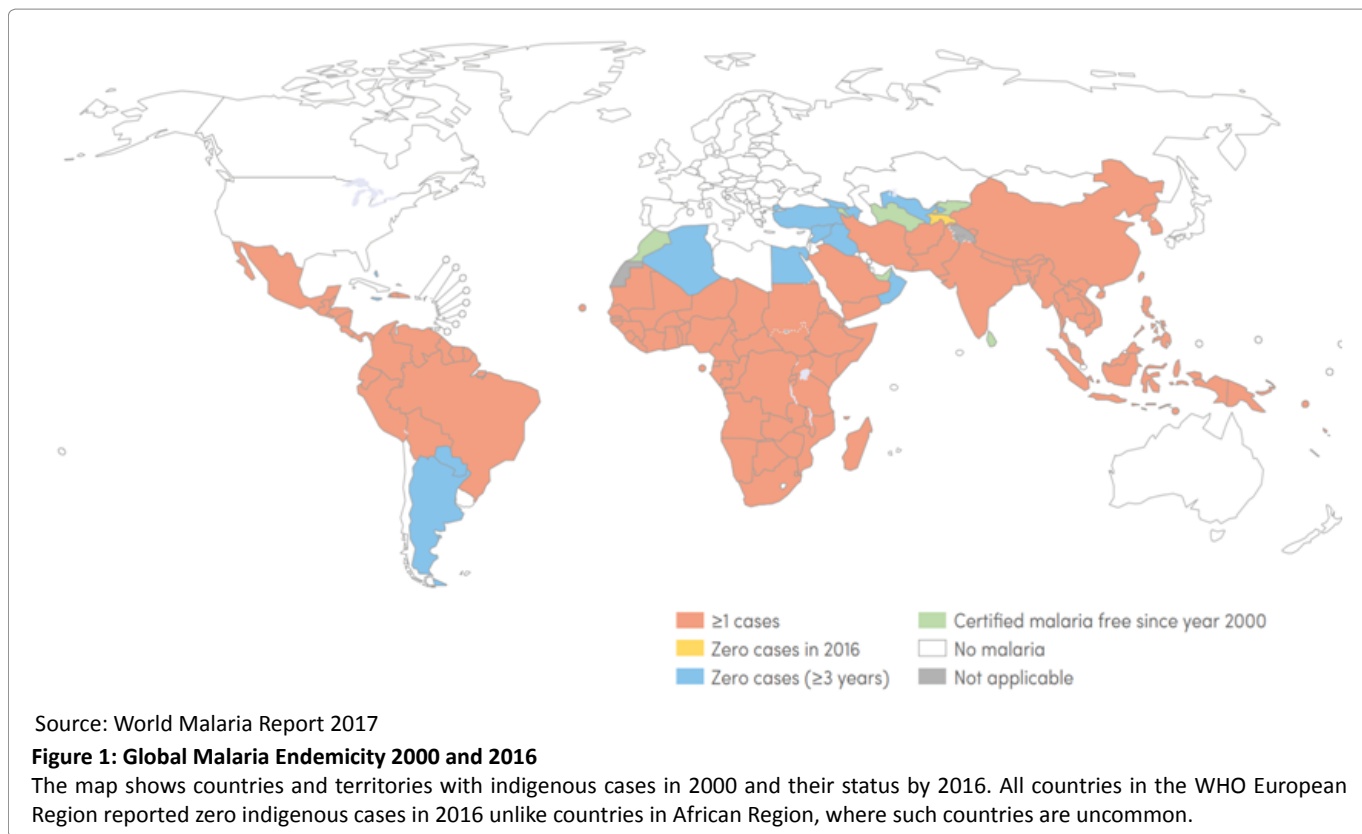 ≥1 cases
Zero cases in 2016
Zero cases (≥3 years)
Certified malaria free since year 2000
No malaria
Not applicable
Source: World Malaria Report 2017
Figure 1: Global Malaria Endemicity 2000 and 2016
The map shows countries and territories with indigenous cases in 2000 and their status by 2016. All countries in the WHO European
Region reported zero indigenous cases in 2016 unlike countries in African Region, where such countries are uncommon.